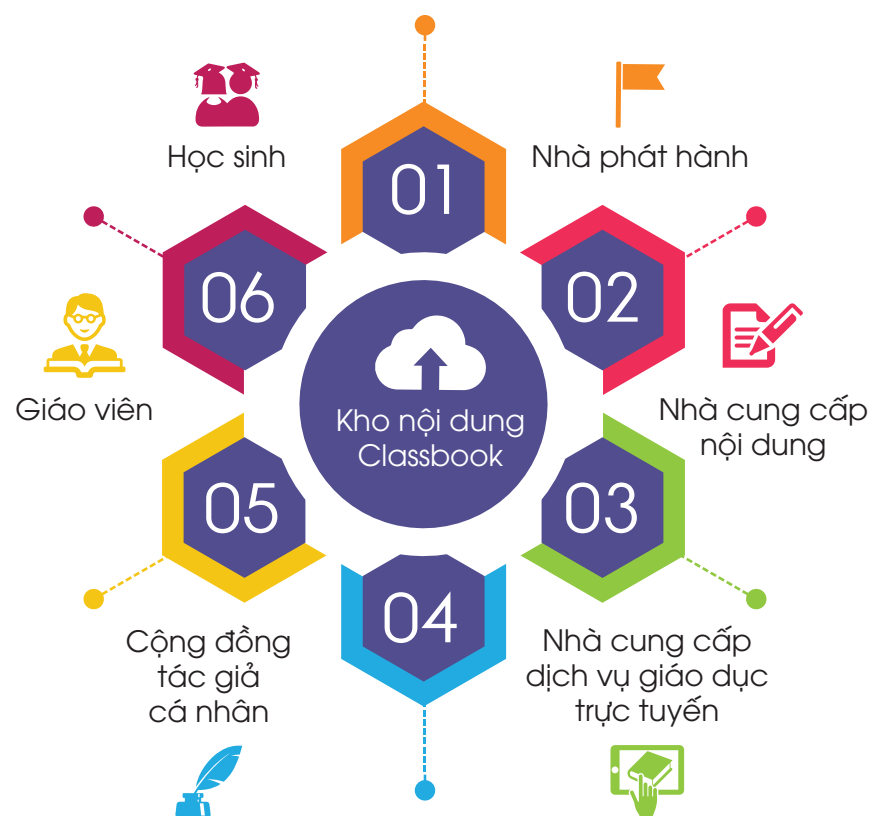 Học sinh
Nhà phát hành
01
06
02
Giáo viên
Kho nội dung
Classbook
Nhà cung cấp
nội dung
05
03
04
Cộng đồng
tác giả
cá nhân
Nhà cung cấp
dịch vụ giáo dục
trực tuyến